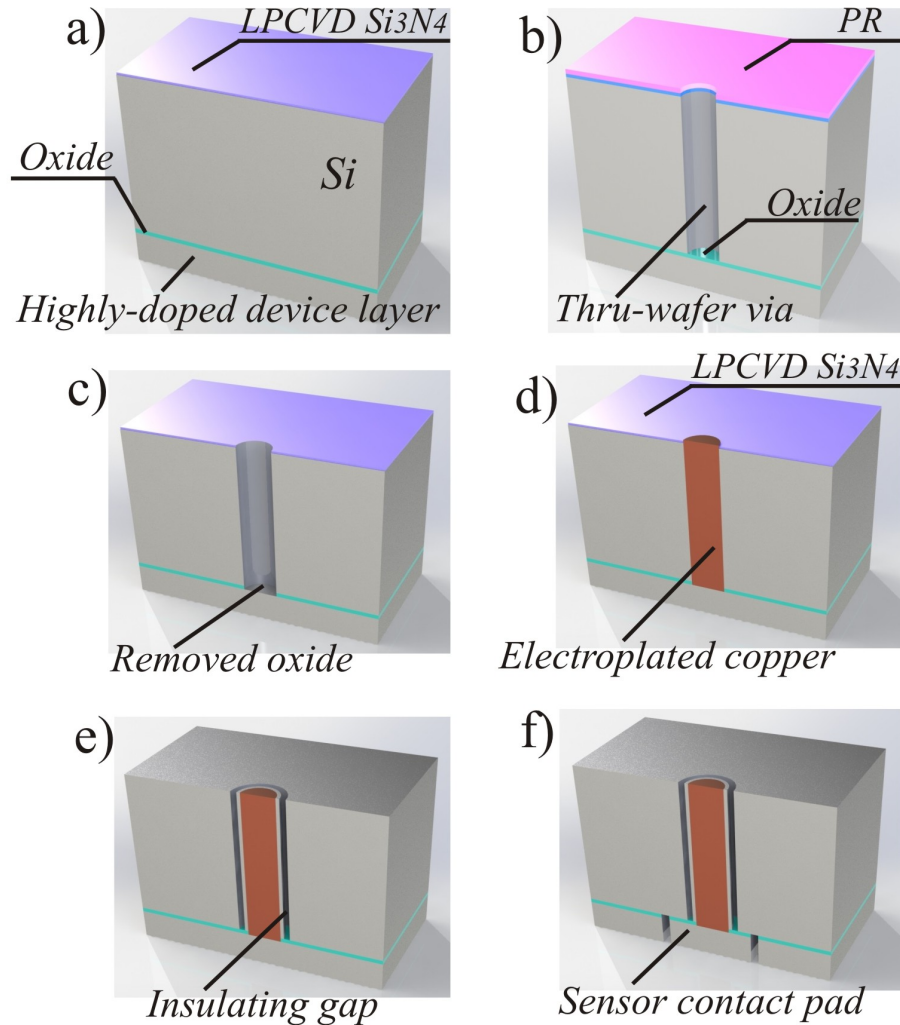 a)
LPCVD Si3N4
Oxide
Si
Highly-doped device layer
b)
PR
Oxide
Thru-wafer via
c)
Removed oxide
d)
LPCVD Si3N4
Electroplated copper
e)
Insulating gap
f)
Sensor contact pad